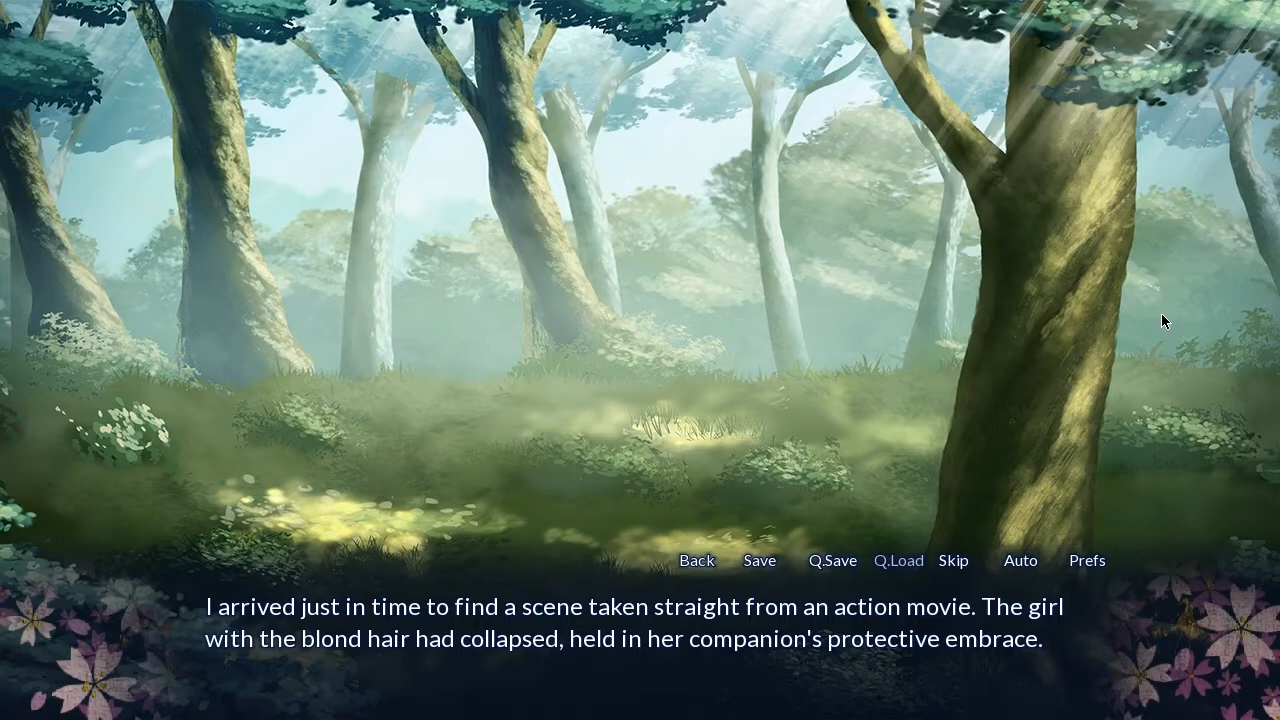 Back Save Q.Save Q.Load Skip Auto Prefs
I arrived just in time to find a scene taken straight from an action movie. The girl
with the blond hair had collapsed, held in her companion's protective embrace.